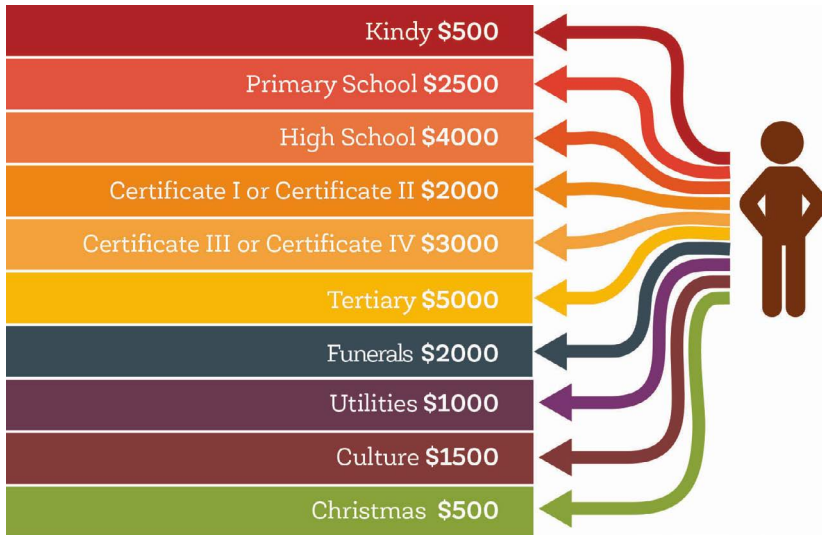 Kindy $500
Primary School $2500
High School $4000
Certificate I or Certificate II $2000
Certificate III or Certificate IV $3000
Tertiary $5000
Funerals $2000
Utilities $1000
Culture $1500
Christmas $500